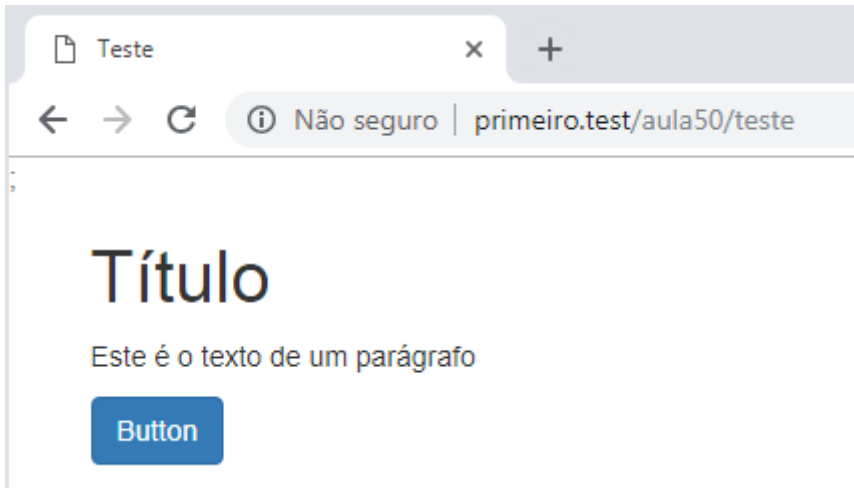 Teste
Não seguro | primeiro.test/aula50/teste
;
Título
Este é o texto de um parágrafo
Button